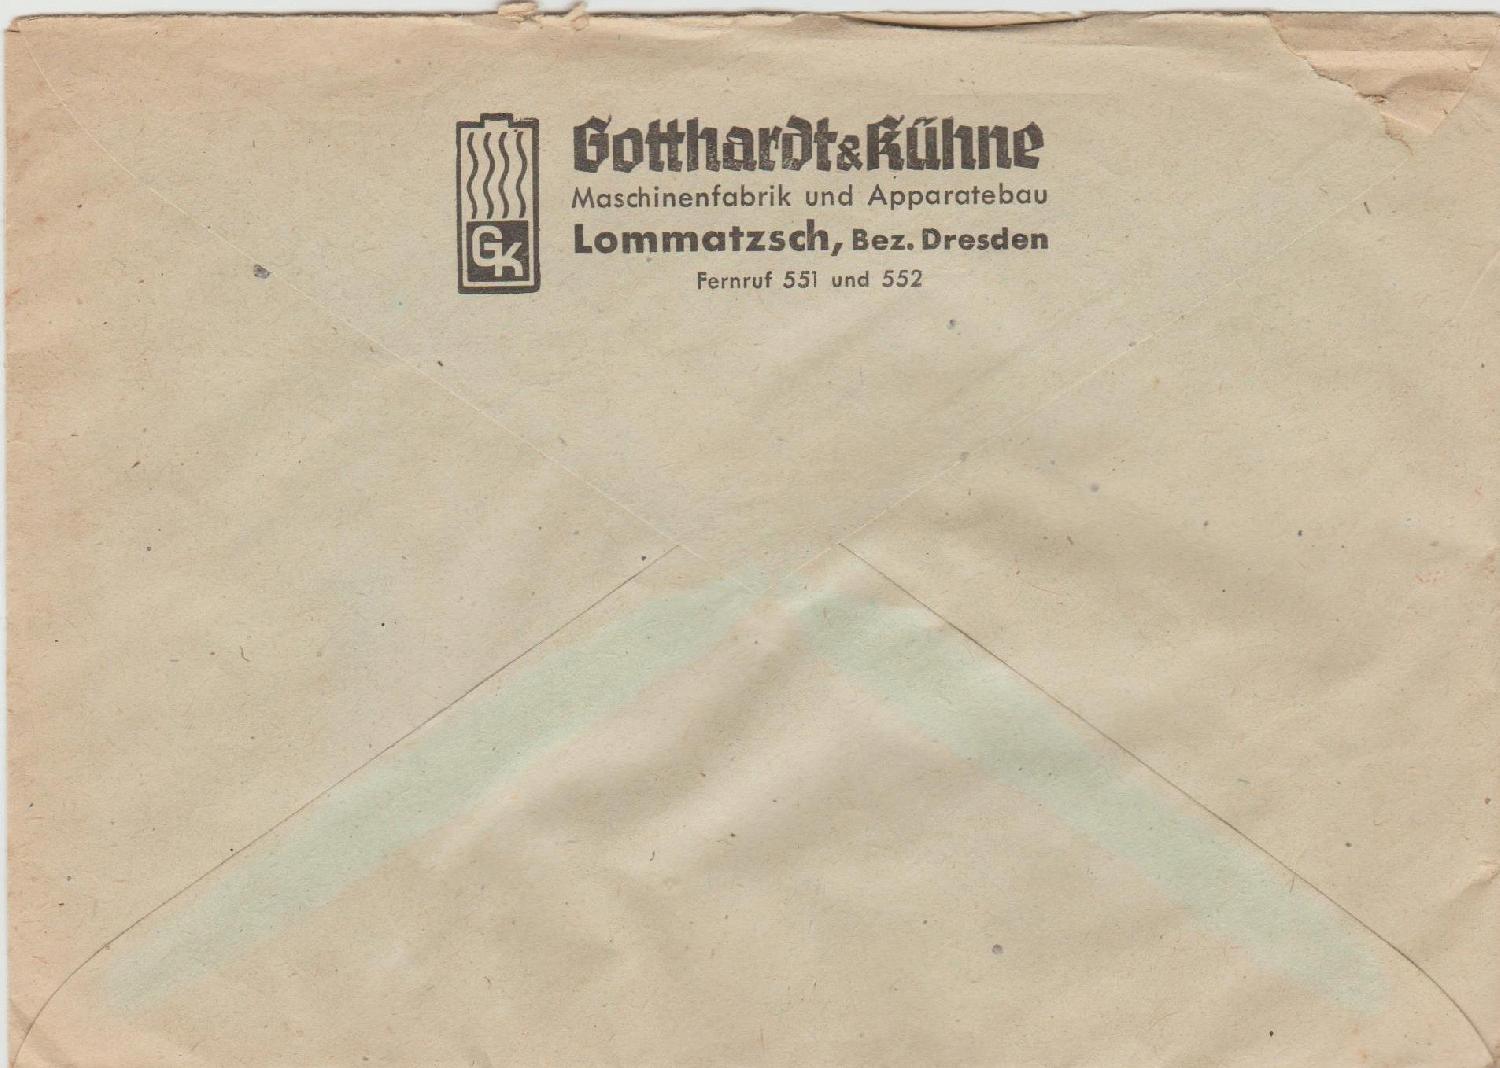 Gotthardt & Kühne
Maschinenfabrik und Apparatebau
Lommatzsch, Bez. Dresden
Fernruf 551 und 552
GK